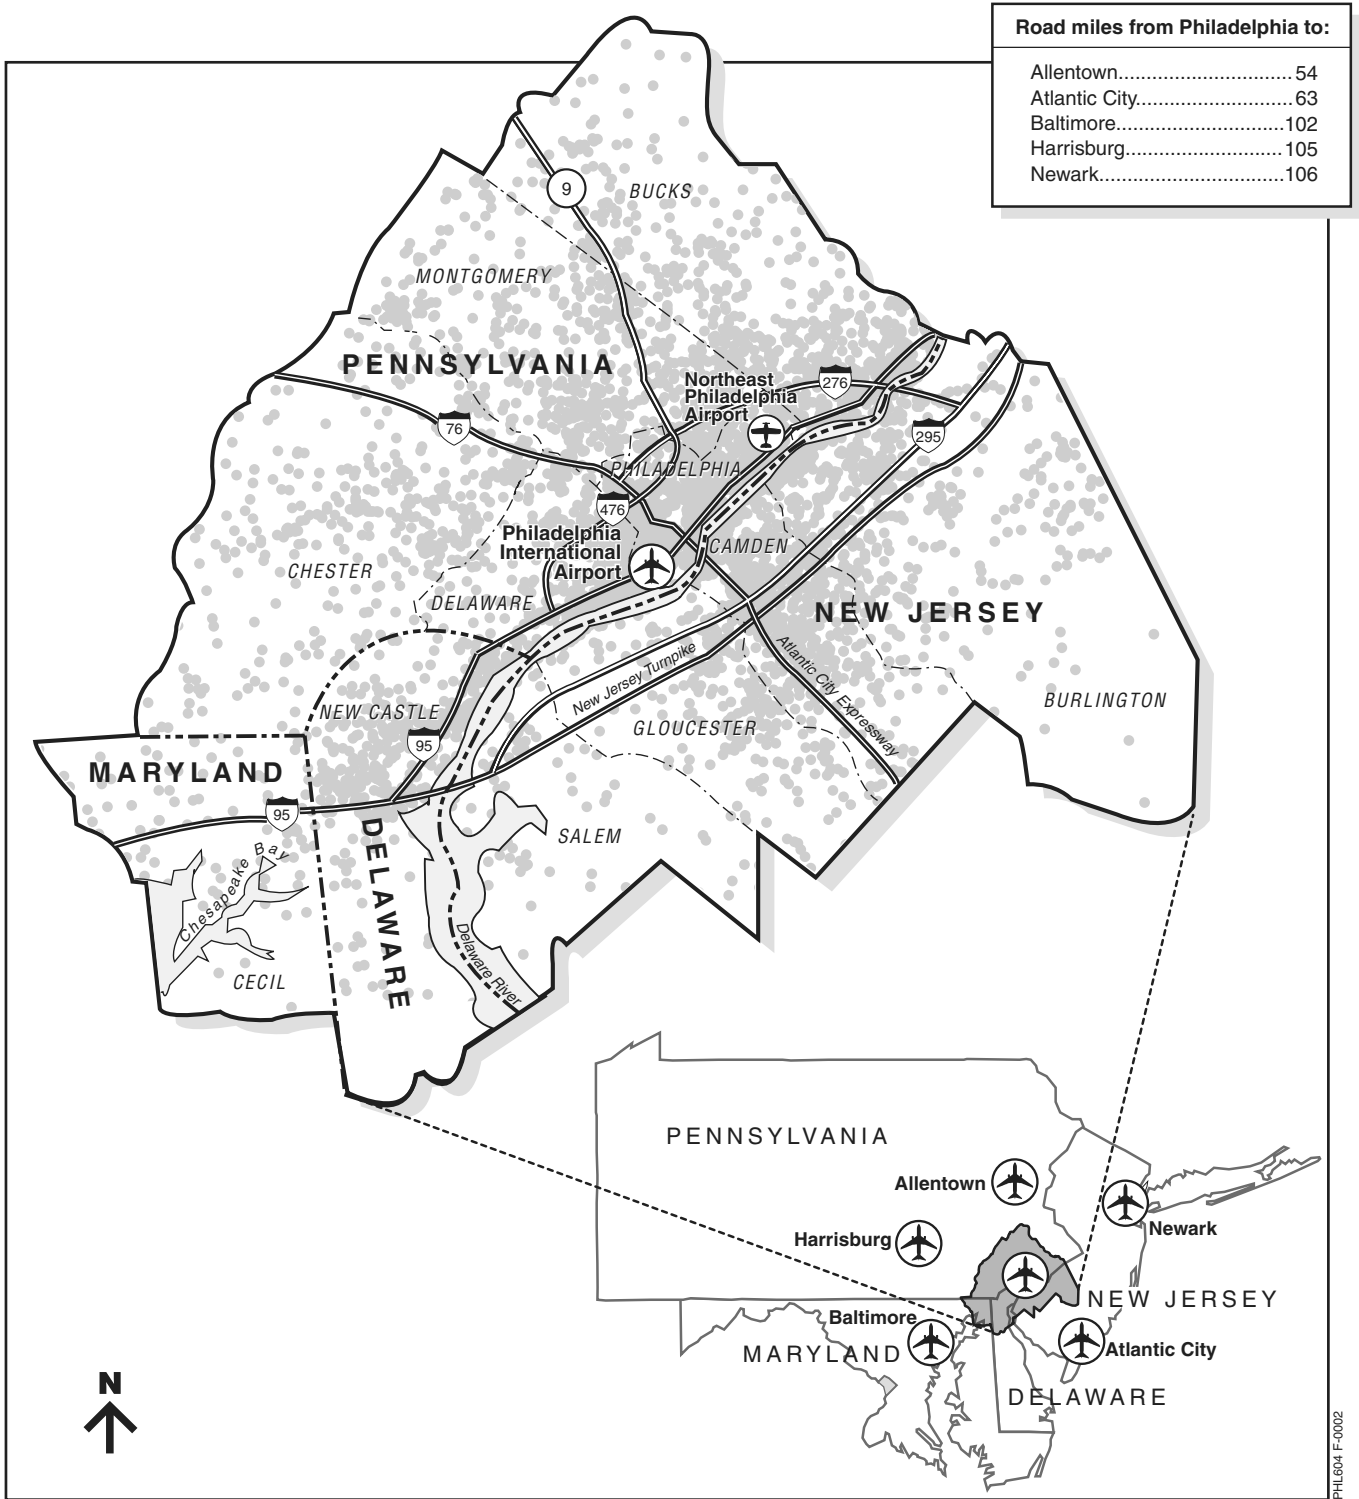 Road miles from Philadelphia to:
Allentown...............................54
Atlantic City............................63
Baltimore..............................102
Harrisburg............................105
Newark.................................106
9
BUCKS
MONTGOMERY
PENNSYLVANIA
Northeast
Philadelphia
Airport
276
76
295
PHILADELPHIA
476
Philadelphia
International
Airport
CAMDEN
CHESTER
DELAWARE
NEW JERSEY
New Jersey Turnpike
Atlantic City Expressway
BURLINGTON
NEW CASTLE
GLOUCESTER
95
MARYLAND
95
DELAWARE
SALEM
Chesapeake Bay
Delaware River
CECIL
PENNSYLVANIA
Allentown
Newark
Harrisburg
NEW JERSEY
Baltimore
MARYLAND
Atlantic City
DELAWARE
N
PHL604 F-0002